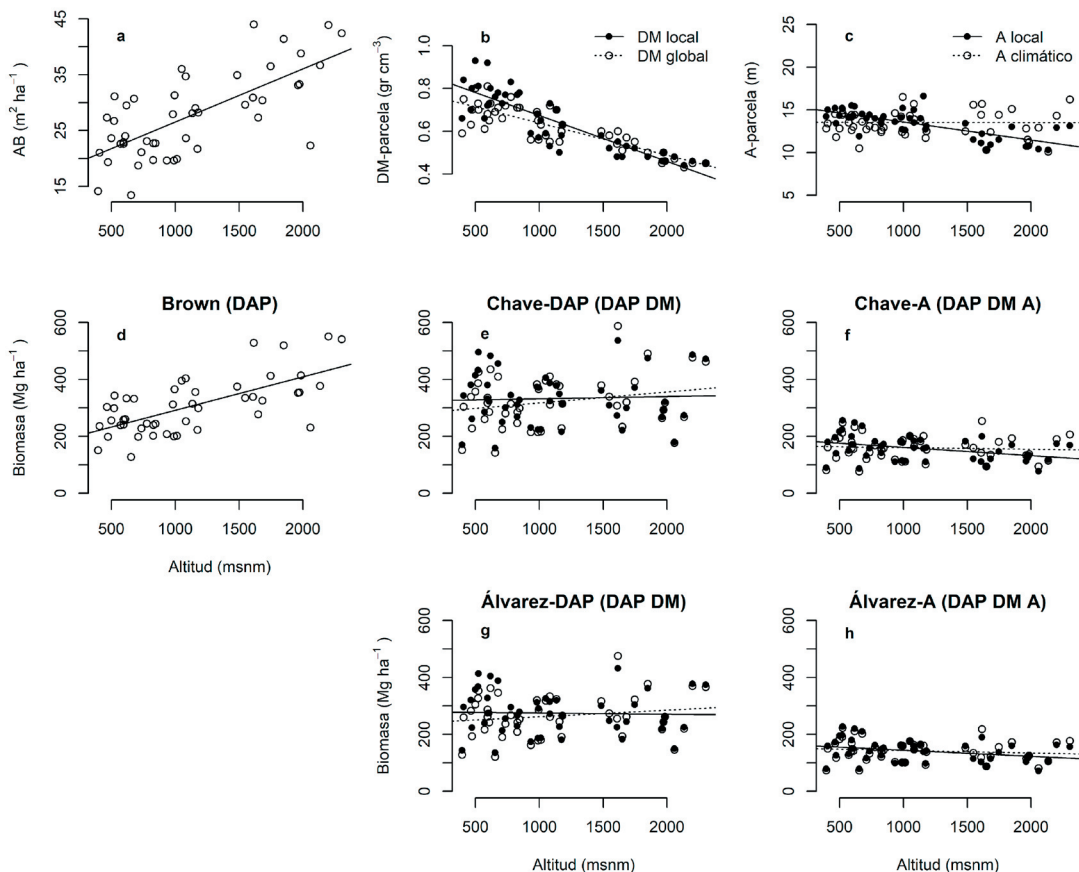 a
AB (m² ha⁻¹)
45
35
25
15
500 1000 1500 2000
b
DM local
DM global
DM-parcela (gr cm⁻³)
1.0
0.8
0.6
0.4
500 1000 1500 2000
c
A local
A climático
A-parcela (m)
25
20
15
10
5
500 1000 1500 2000
Brown (DAP)
d
Biomasa (Mg ha⁻¹)
600
400
200
0
500 1000 1500 2000
Altitud (msnm)
Chave-DAP (DAP DM)
e
600
400
200
0
500 1000 1500 2000
Chave-A (DAP DM A)
f
600
400
200
0
500 1000 1500 2000
Álvarez-DAP (DAP DM)
g
Biomasa (Mg ha⁻¹)
600
400
200
0
500 1000 1500 2000
Altitud (msnm)
Álvarez-A (DAP DM A)
h
600
400
200
0
500 1000 1500 2000
Altitud (msnm)